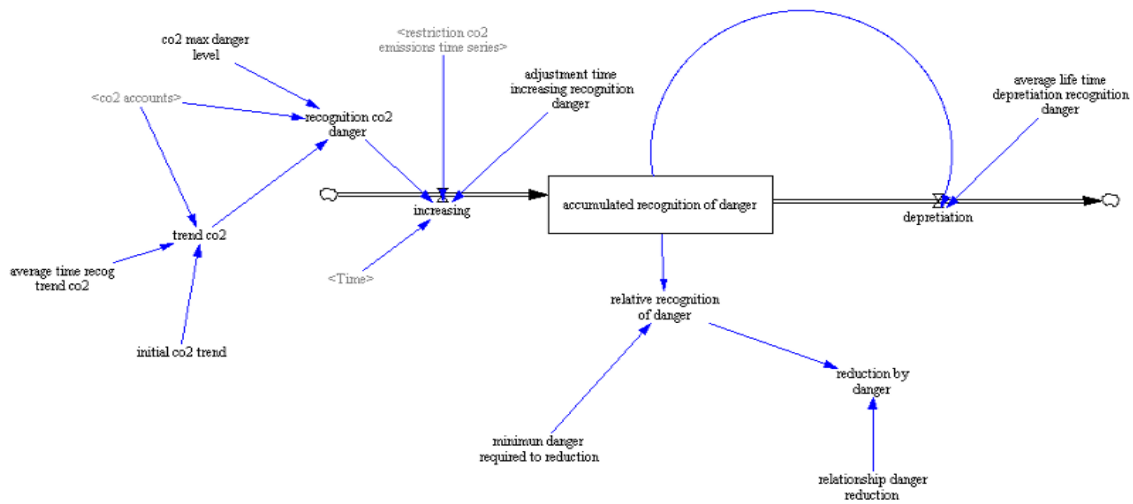 co2 max danger
level
<restriction co2
emissions time series>
adjustment time
increasing recognition
danger
average life time
depretiation recognition
danger
<co2 accounts>
recognition co2
danger
increasing
accumulated recognition of danger
depretiation
trend co2
average time recog
trend co2
<Time>
initial co2 trend
relative recognition
of danger
reduction by
danger
minimun danger
required to reduction
relationship danger
reduction